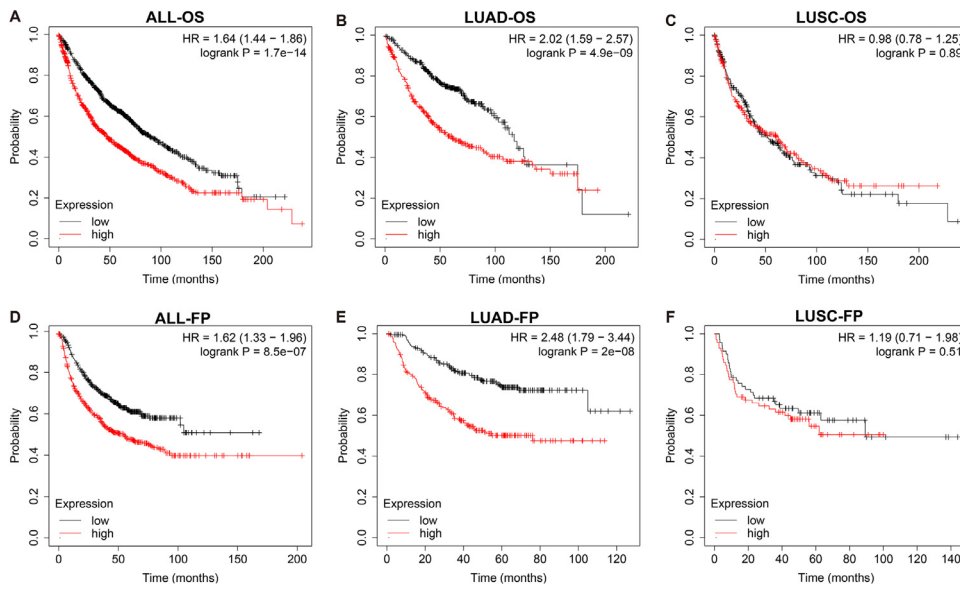 A
ALL-OS
HR = 1.64 (1.44 − 1.86)
logrank P = 1.7e−14
Probability
1.0
0.8
0.6
0.4
0.2
0.0
Expression
low
high
0 50 100 150 200
Time (months)
B
LUAD-OS
HR = 2.02 (1.59 − 2.57)
logrank P = 4.9e−09
Probability
1.0
0.8
0.6
0.4
0.2
0.0
Expression
low
high
0 50 100 150 200
Time (months)
C
LUSC-OS
HR = 0.98 (0.78 − 1.25)
logrank P = 0.89
Probability
1.0
0.8
0.6
0.4
0.2
0.0
Expression
low
high
0 50 100 150 200
Time (months)
D
ALL-FP
HR = 1.62 (1.33 − 1.96)
logrank P = 8.5e−07
Probability
1.0
0.8
0.6
0.4
0.2
0.0
Expression
low
high
0 50 100 150 200
Time (months)
E
LUAD-FP
HR = 2.48 (1.79 − 3.44)
logrank P = 2e−08
Probability
1.0
0.8
0.6
0.4
0.2
0.0
Expression
low
high
0 20 40 60 80 100 120
Time (months)
F
LUSC-FP
HR = 1.19 (0.71 − 1.98)
logrank P = 0.51
Probability
1.0
0.8
0.6
0.4
0.2
0.0
Expression
low
high
0 20 40 60 80 100 140
Time (months)